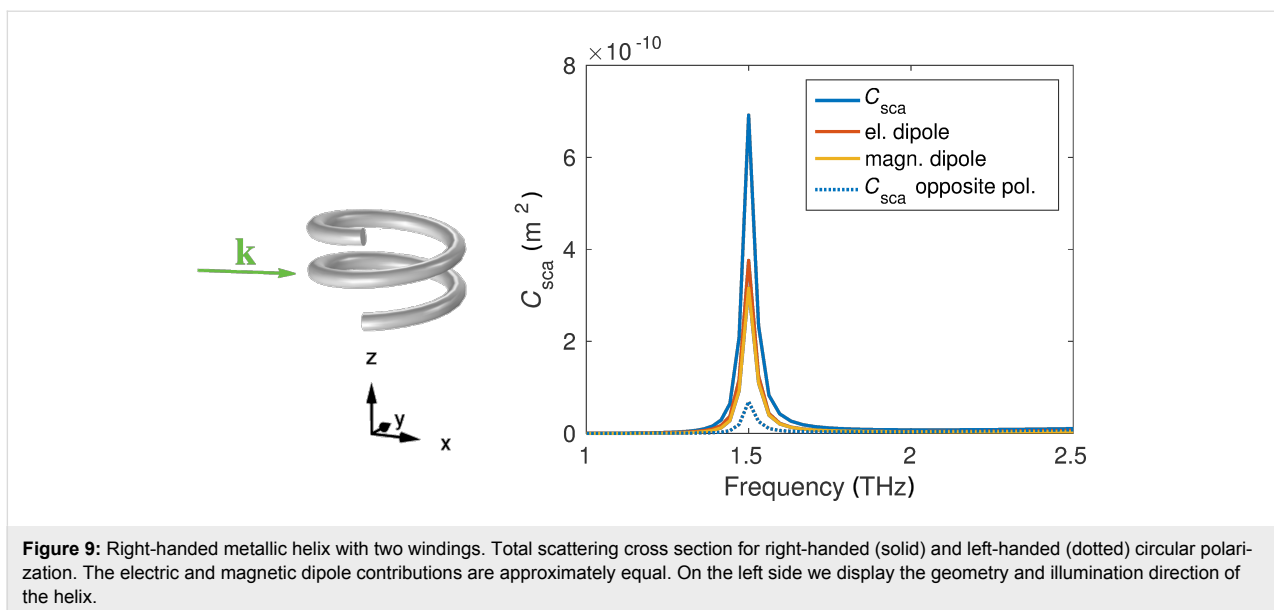 k
z
y
x
×10 -10
8
6
4
2
0
C sca (m 2 )
C sca
el. dipole
magn. dipole
C sca opposite pol.
1 1.5 2 2.5
Frequency (THz)
Figure 9: Right-handed metallic helix with two windings. Total scattering cross section for right-handed (solid) and left-handed (dotted) circular polari-
zation. The electric and magnetic dipole contributions are approximately equal. On the left side we display the geometry and illumination direction of
the helix.